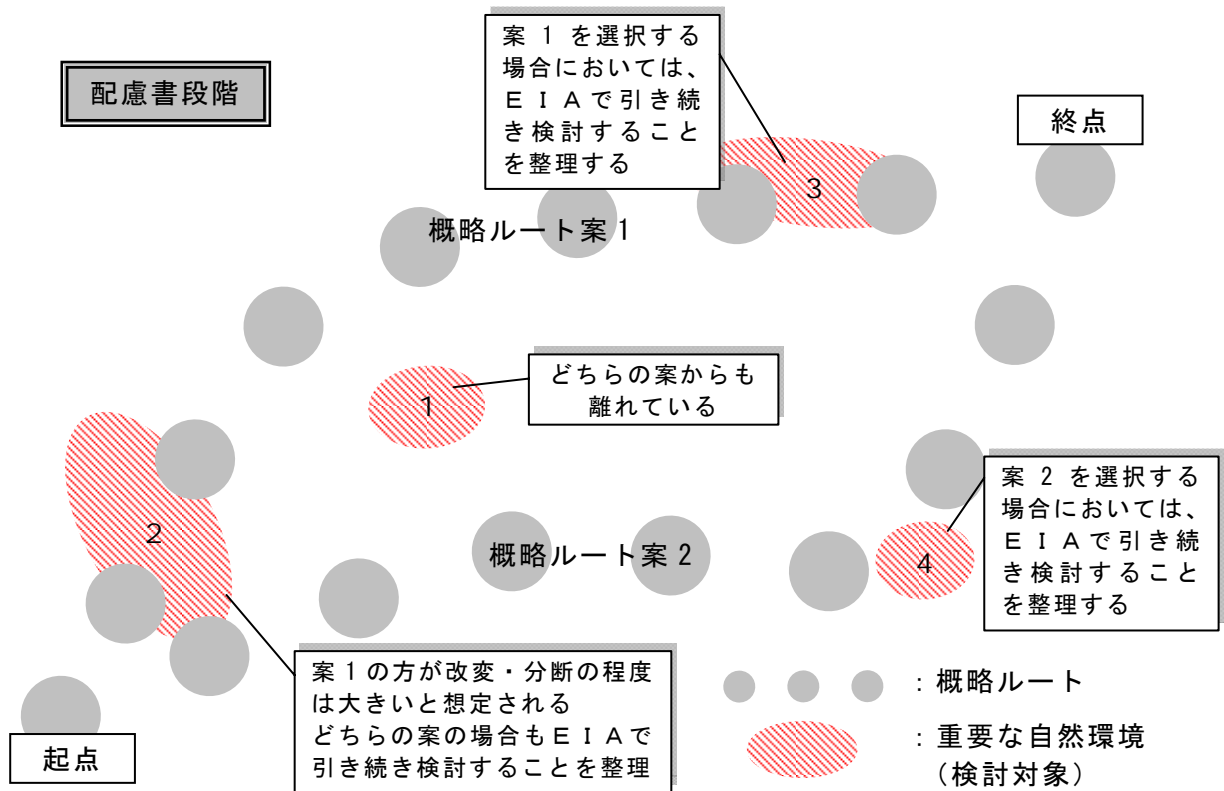 配慮書段階
案 1 を選択する
場合においては、
ＥＩＡで引き続
き検討すること
を整理する
終点
3
概略ルート案 1
どちらの案からも
離れている
1
案 2 を選択する
場合においては、
ＥＩＡで引き続
き検討すること
を整理する
2
概略ルート案 2
4
案 1 の方が改変・分断の程度
は大きいと想定される
どちらの案の場合もＥＩＡで
引き続き検討することを整理
起点
：概略ルート
：重要な自然環境
（検討対象）